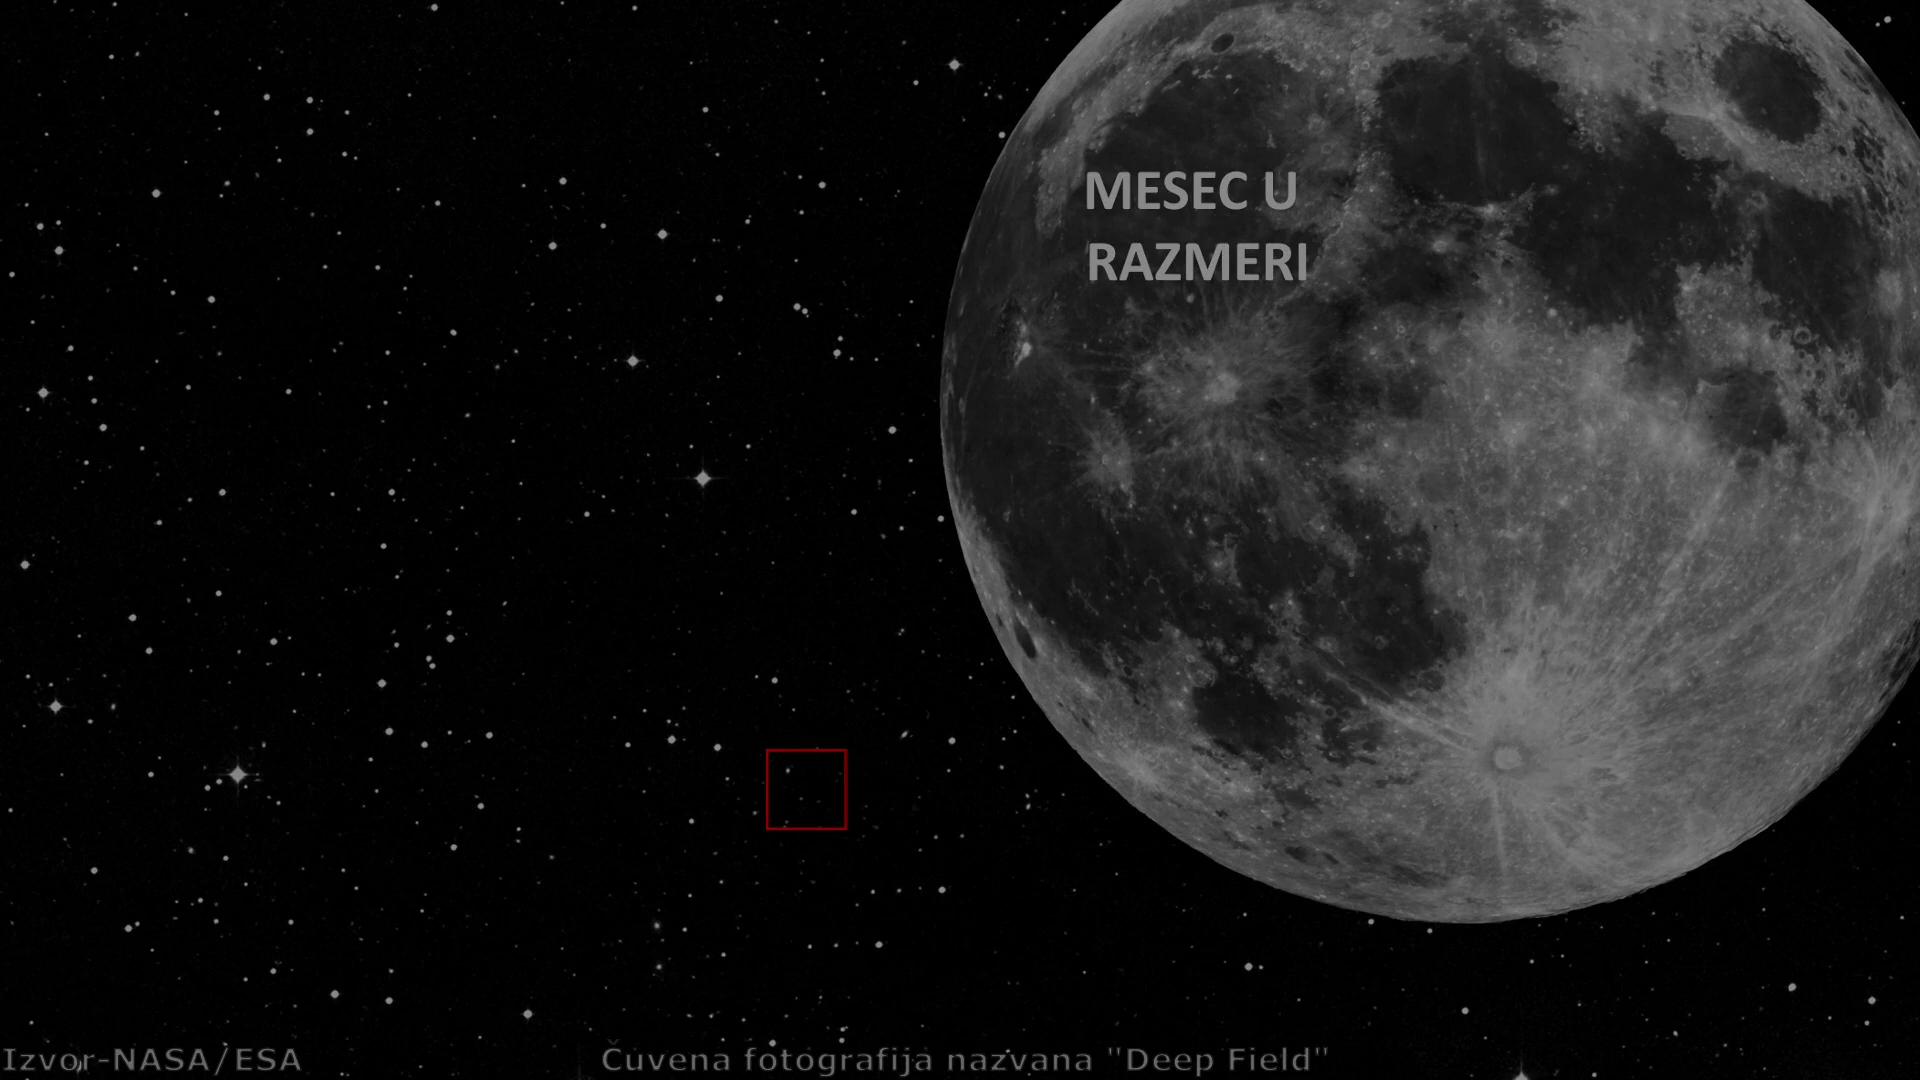 MESEC U
RAZMERI
Izvor-NASA/ESA
Čuvena fotografija nazvana "Deep Field"